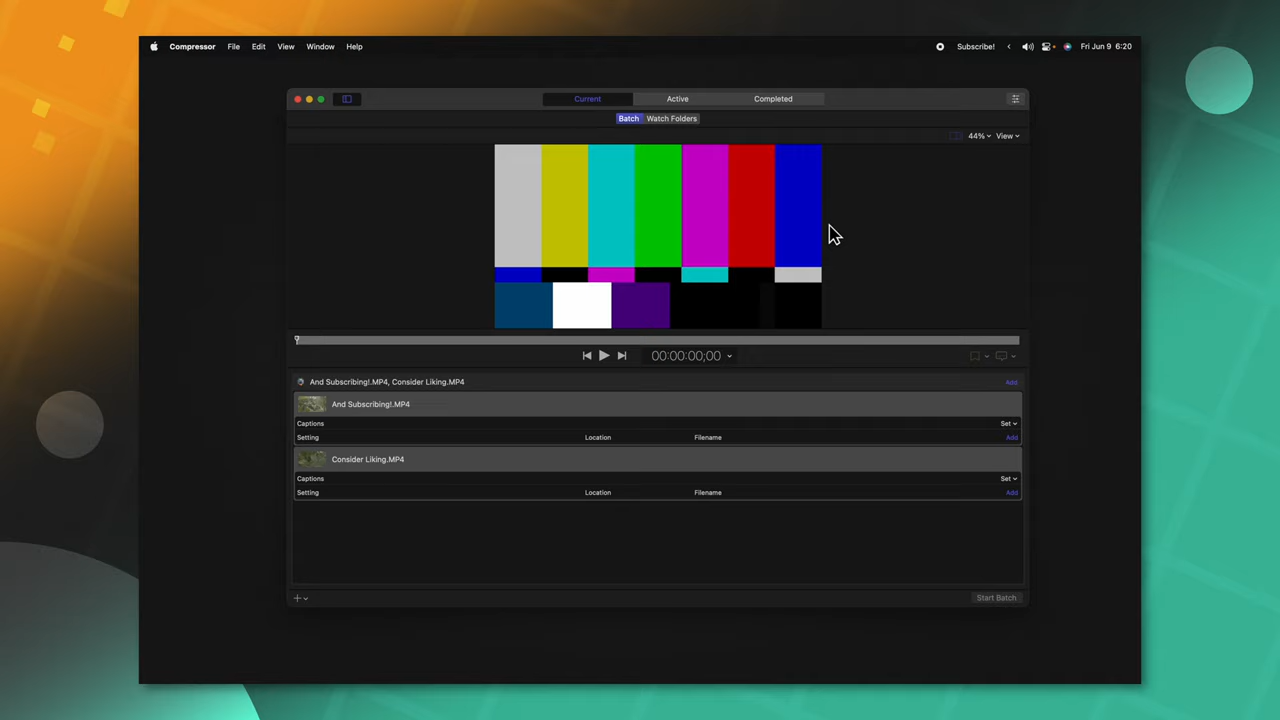 Compressor File Edit View Window Help Subscribe! Fri Jun 9 6:20
Current Active Completed
Batch Watch Folders
44% View
00:00:00;00
And Subscribing!.MP4, Consider Liking.MP4 Add
And Subscribing!.MP4
Captions Set
Setting Location Filename Add
Consider Liking.MP4
Captions Set
Setting Location Filename Add
Start Batch